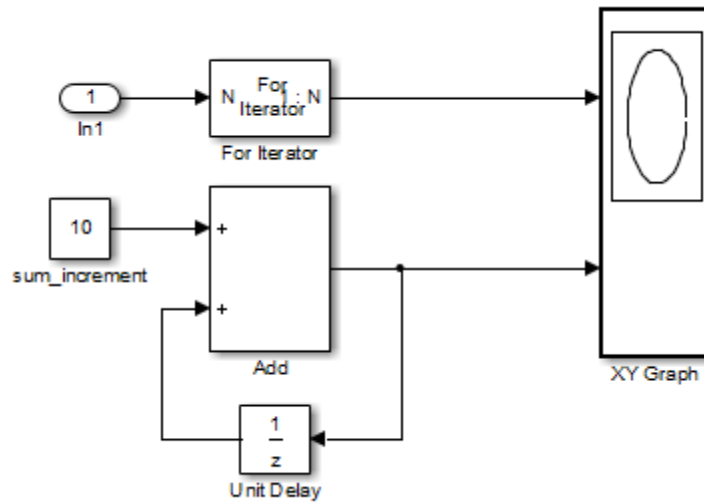 1
In1
N For 1 : N
Iterator
For Iterator
10
sum_increment
+
+
Add
1
z
Unit Delay
XY Graph